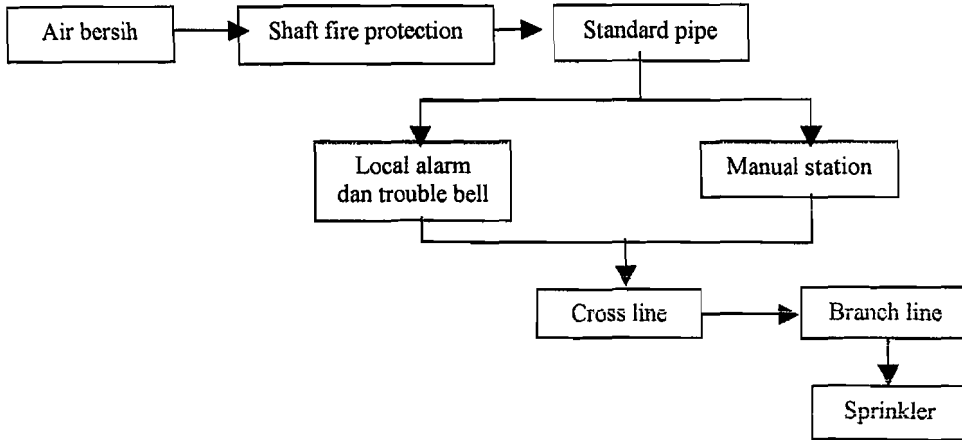 Air bersih
Shaft fire protection
Standard pipe
Local alarm
dan trouble bell
Manual station
Cross line
Branch line
Sprinkler